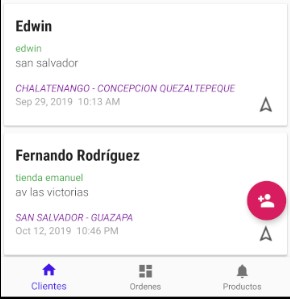 Edwin
edwin
san salvador
CHALATENANGO - CONCEPCION QUEZALTEPEQUE
Sep 29, 2019 10:13 AM
Fernando Rodríguez
tienda emanuel
av las victorias
SAN SALVADOR - GUAZAPA
Oct 12, 2019 10:46 PM
Clientes
Ordenes
Productos